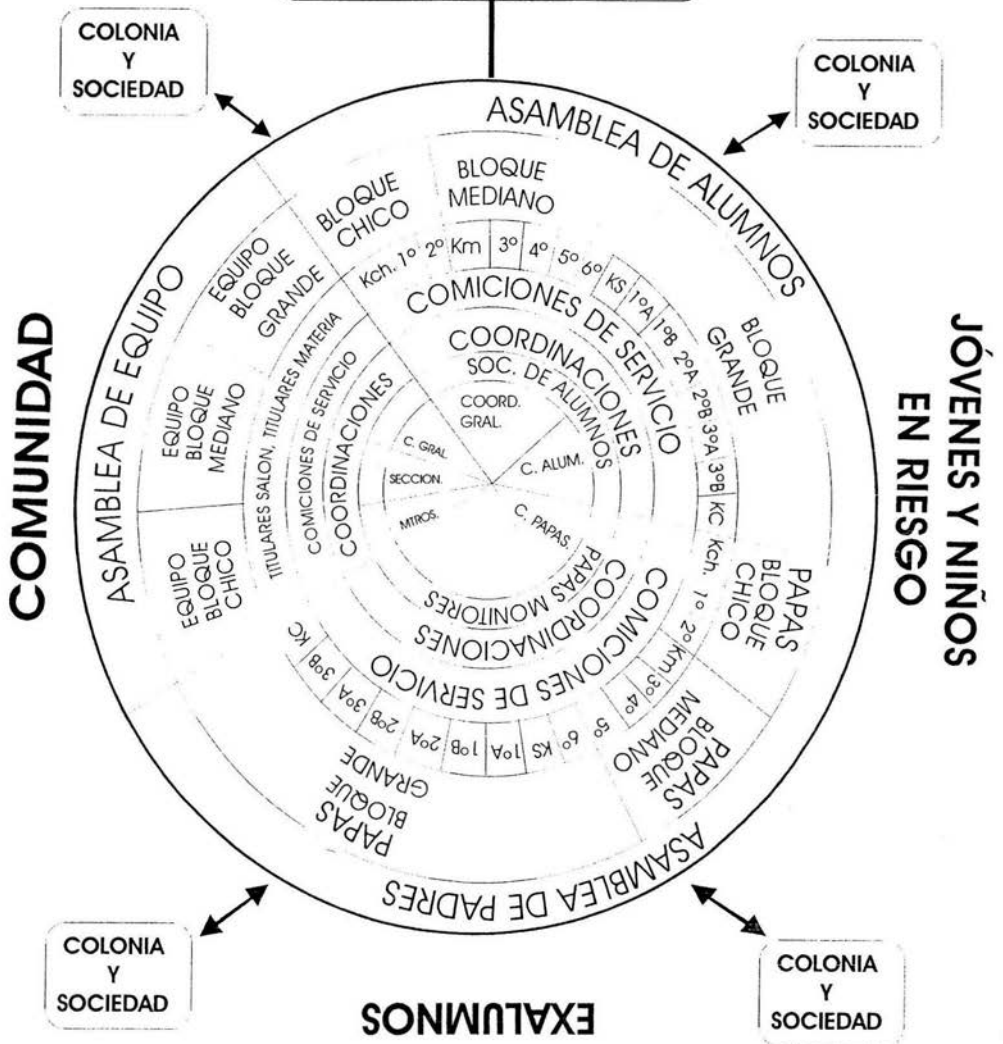 COLONIA
Y
SOCIEDAD
COLONIA
Y
SOCIEDAD
ASAMBLEA DE ALUMNOS
BLOQUE
CHICO
BLOQUE
MEDIANO
BLOQUE
GRANDE
Kch. 1º 2º Km 3º 4º 5º 6º KS 1ºA 1ºB 2ºA 2ºB 3ºA 3ºB KC
COMICIONES DE SERVICIO
COORDINACIONES
SOC. DE ALUMNOS
COORD.
GRAL.
C. ALUM.
C. PAPAS.
C. GRAL
SECCION.
MTROS.
ASAMBLEA DE EQUIPO
EQUIPO
BLOQUE
GRANDE
EQUIPO
BLOQUE
MEDIANO
EQUIPO
BLOQUE
CHICO
TITULARES SALON, TITULARES MATERIA
COMICIONES DE SERVICIO
COORDINACIONES
COMUNIDAD
JÓVENES Y NIÑOS
EN RIESGO
PAPAS
BLOQUE
CHICO
PAPAS
BLOQUE
MEDIANO
PAPAS
BLOQUE
GRANDE
Kch. 1º 2º Km 3º 4º 5º 6º KS 1ºA 1ºB 2ºA 2ºB 3ºA 3ºB KC
COMICIONES DE SERVICIO
COORDINACIONES
PAPAS MONITORES
ASAMBLEA DE PADRES
COLONIA
Y
SOCIEDAD
COLONIA
Y
SOCIEDAD
EXALUMNOS